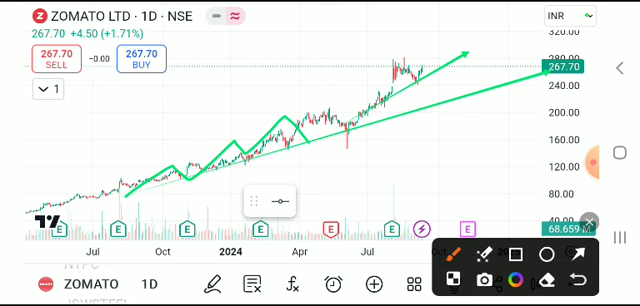 ZOMATO LTD · 1D · NSE
INR
267.70 +4.50 (+1.71%)
320.00
267.70 SELL
−0.00
267.70 BUY
280.00
267.70
1
240.00
200.00
160.00
120.00
80.00
40.00
68.659
E E E E E E E
Jul Oct 2024 Apr Jul Oct
ZOMATO 1D